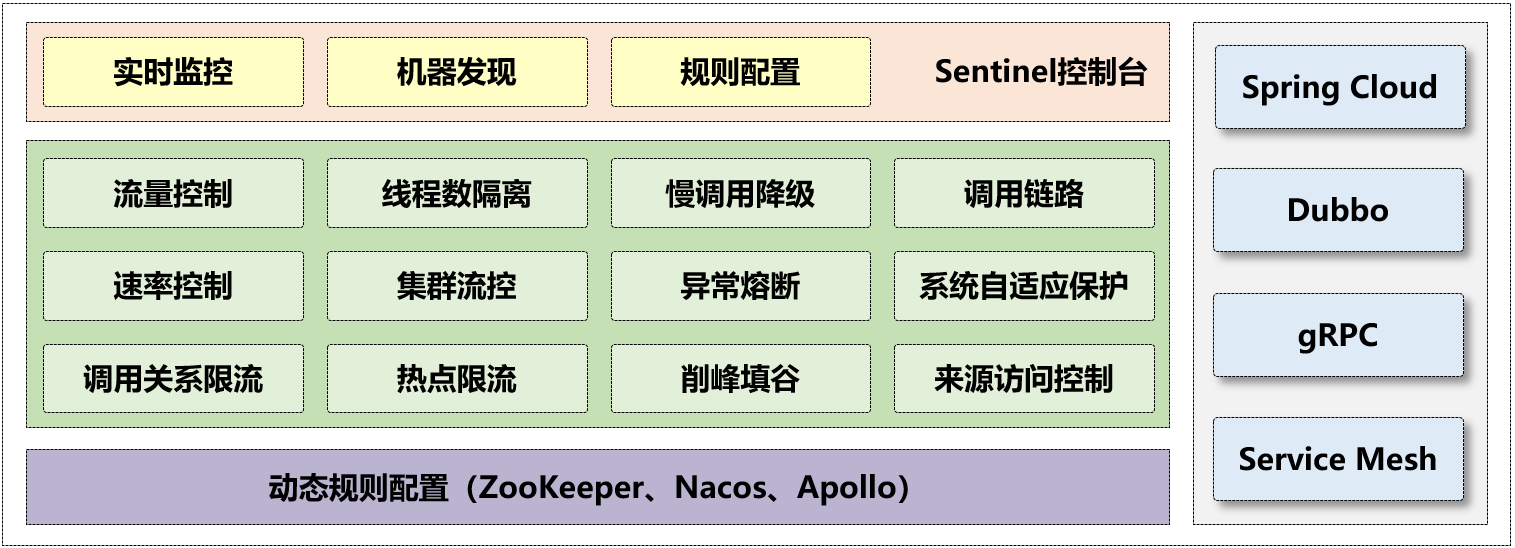 实时监控
机器发现
规则配置
Sentinel控制台
流量控制
线程数隔离
慢调用降级
调用链路
速率控制
集群流控
异常熔断
系统自适应保护
调用关系限流
热点限流
削峰填谷
来源访问控制
动态规则配置（ZooKeeper、Nacos、Apollo）
Spring Cloud
Dubbo
gRPC
Service Mesh